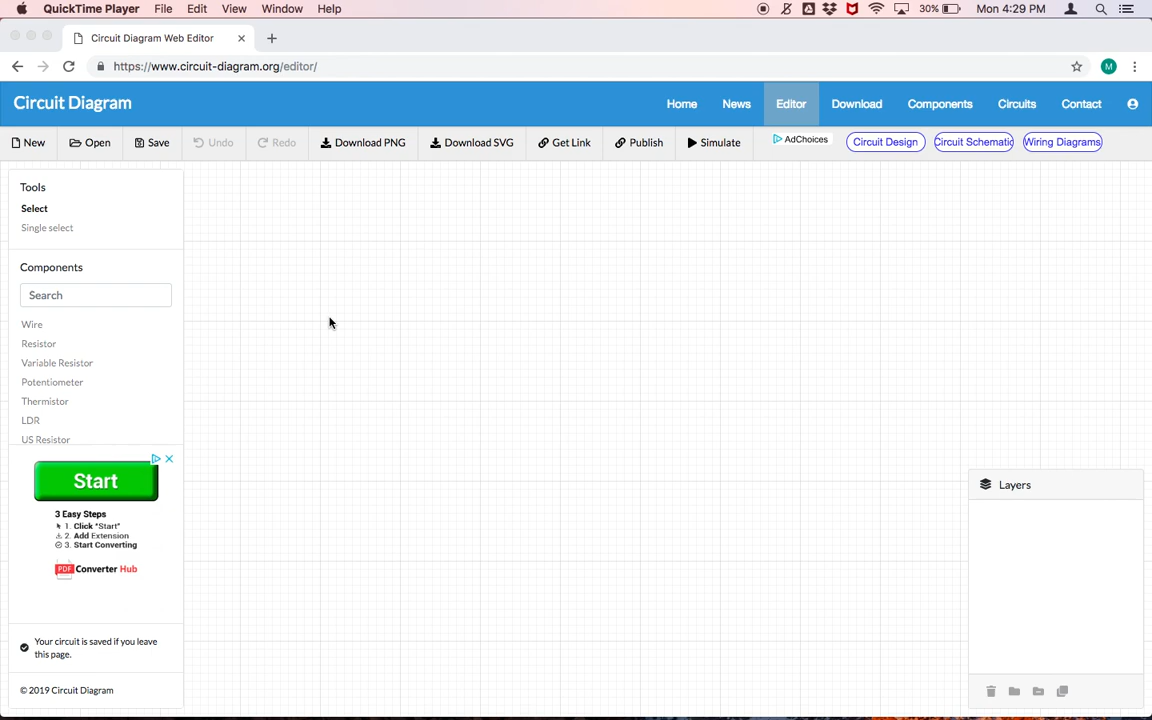 QuickTime Player File Edit View Window Help 30% Mon 4:29 PM
Circuit Diagram Web Editor
https://www.circuit-diagram.org/editor/
M
Circuit Diagram Home News Editor Download Components Circuits Contact
New Open Save Undo Redo Download PNG Download SVG Get Link Publish Simulate AdChoices Circuit Design Circuit Schematic Wiring Diagrams
Tools
Select
Single select
Components
Search
Wire
Resistor
Variable Resistor
Potentiometer
Thermistor
LDR
US Resistor
Start
3 Easy Steps
1. Click "Start"
2. Add Extension
3. Start Converting
PDF Converter Hub
Layers
Your circuit is saved if you leave
this page.
© 2019 Circuit Diagram